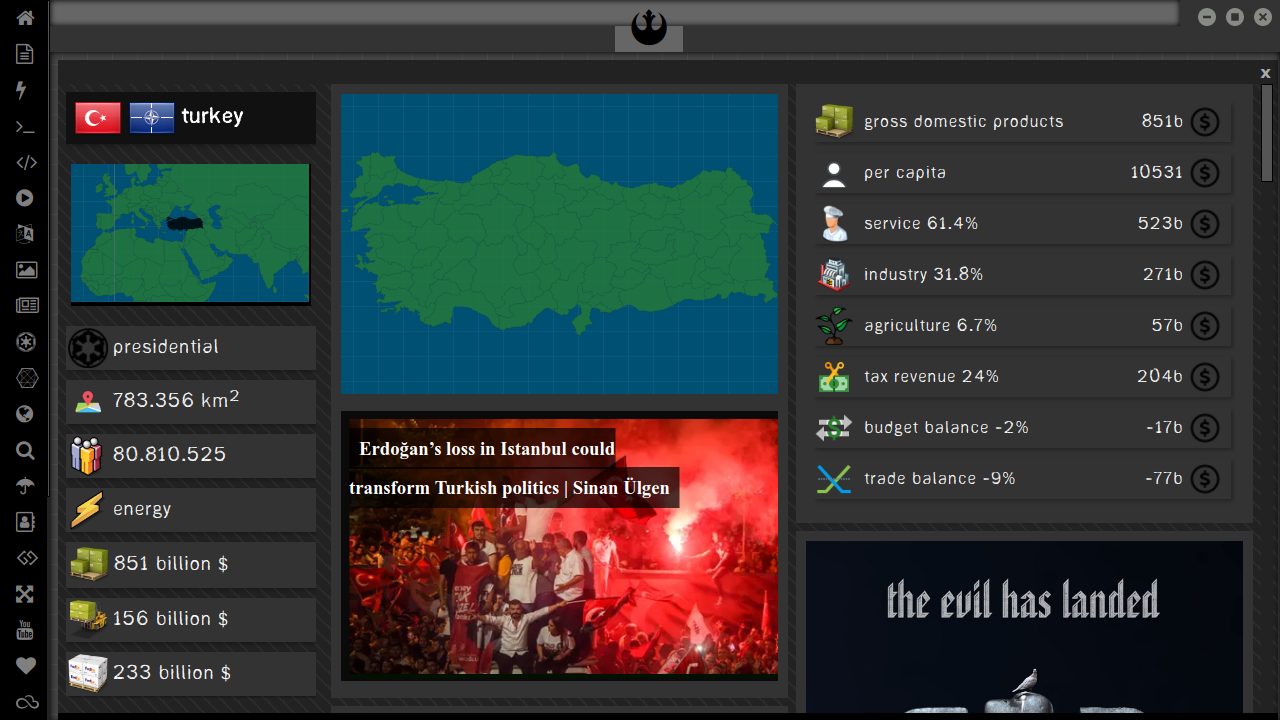 x
turkey
presidential
783.356 km²
80.810.525
energy
851 billion $
156 billion $
233 billion $
Erdoğan’s loss in Istanbul could
transform Turkish politics | Sinan Ülgen
gross domestic products 851b $
per capita 10531 $
service 61.4% 523b $
industry 31.8% 271b $
agriculture 6.7% 57b $
tax revenue 24% 204b $
budget balance -2% -17b $
trade balance -9% -77b $
the evil has landed
You
Tube